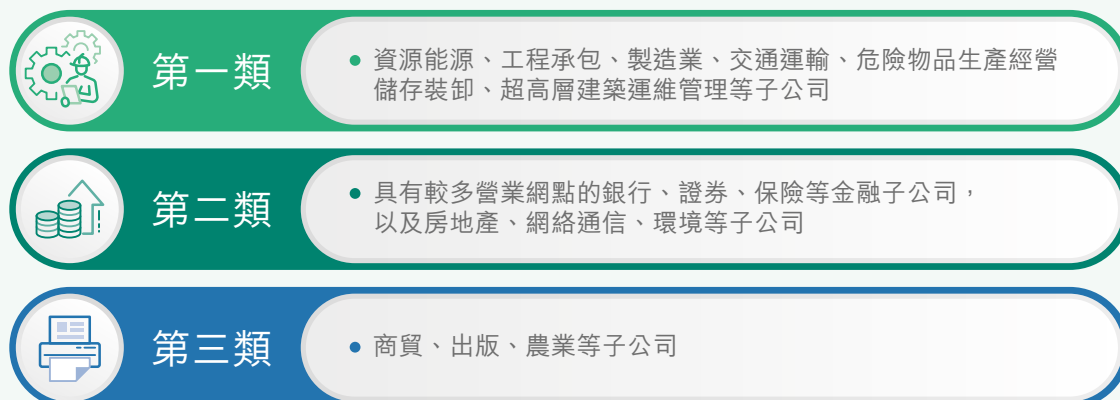 第一類
• 資源能源、工程承包、製造業、交通運輸、危險物品生產經營
儲存裝卸、超高層建築運維管理等子公司
第二類
• 具有較多營業網點的銀行、證券、保險等金融子公司，
以及房地產、網絡通信、環境等子公司
第三類
• 商貿、出版、農業等子公司